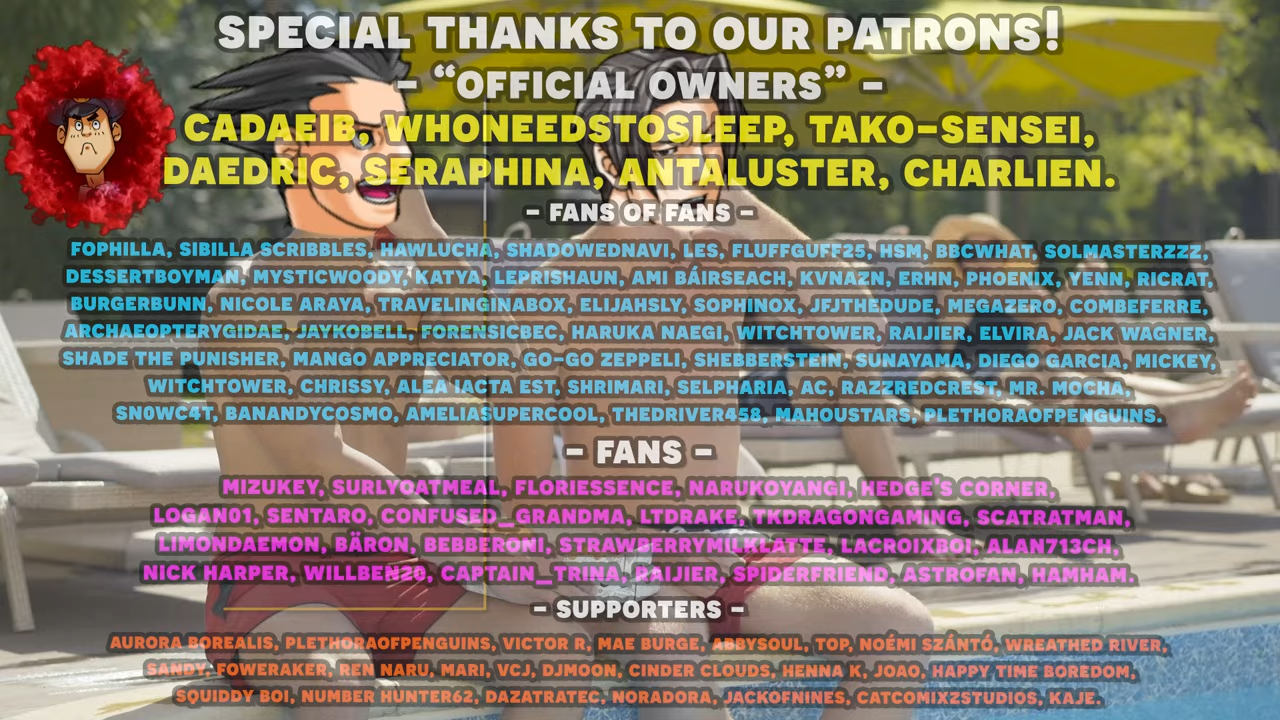 SPECIAL THANKS TO OUR PATRONS!
- “OFFICIAL OWNERS” -
CADAEIB, WHONEEDSTOSLEEP, TAKO-SENSEI,
DAEDRIC, SERAPHINA, ANTALUSTER, CHARLIEN.
- FANS OF FANS -
FOPHILLA, SIBILLA SCRIBBLES, HAWLUCHA, SHADOWEDNAVI, LES, FLUFFGUFF25, HSM, BBCWHAT, SOLMASTERZZZ,
DESSERTBOYMAN, MYSTICWOODY, KATYA, LEPRISHAUN, AMI BÁIRSEACH, KVNAZN, ERHN, PHOENIX, YENN, RICRAT,
BURGERBUNN, NICOLE ARAYA, TRAVELINGINABOX, ELIJAHSLY, SOPHINOX, JFJTHEDUDE, MEGAZERO, COMBEFERRE,
ARCHAEOPTERYGIDAE, JAYKOBELL, FORENSICBEC, HARUKA NAEGI, WITCHTOWER, RAIJIER, ELVIRA, JACK WAGNER,
SHADE THE PUNISHER, MANGO APPRECIATOR, GO-GO ZEPPELI, SHEBBERSTEIN, SUNAYAMA, DIEGO GARCIA, MICKEY,
WITCHTOWER, CHRISSY, ALEA IACTA EST, SHRIMARI, SELPHARIA, AC, RAZZREDCREST, MR. MOCHA,
SN0WC4T, BANANDYCOSMO, AMELIASUPERCOOL, THEDRIVER458, MAHOUSTARS, PLETHORAOFPENGUINS.
- FANS -
MIZUKEY, SURLYOATMEAL, FLORIESSENCE, NARUKOYANGI, HEDGE'S CORNER,
LOGAN01, SENTARO, CONFUSED_GRANDMA, LTDRAKE, TKDRAGONGAMING, SCATRATMAN,
LIMONDAEMON, BÄRON, BEBBERONI, STRAWBERRYMILKLATTE, LACROIXBOI, ALAN713CH,
NICK HARPER, WILLBEN20, CAPTAIN_TRINA, RAIJIER, SPIDERFRIEND, ASTROFAN, HAMHAM.
- SUPPORTERS -
AURORA BOREALIS, PLETHORAOFPENGUINS, VICTOR R, MAE BURGE, ABBYSOUL, TOP, NOÉMI SZÁNTÓ, WREATHED RIVER,
SANDY, FOWERAKER, REN NARU, MARI, VCJ, DJMOON, CINDER CLOUDS, HENNA K, JOAO, HAPPY TIME BOREDOM,
SQUIDDY BOI, NUMBER HUNTER62, DAZATRATEC, NORADORA, JACKOFNINES, CATCOMIXZSTUDIOS, KAJE.